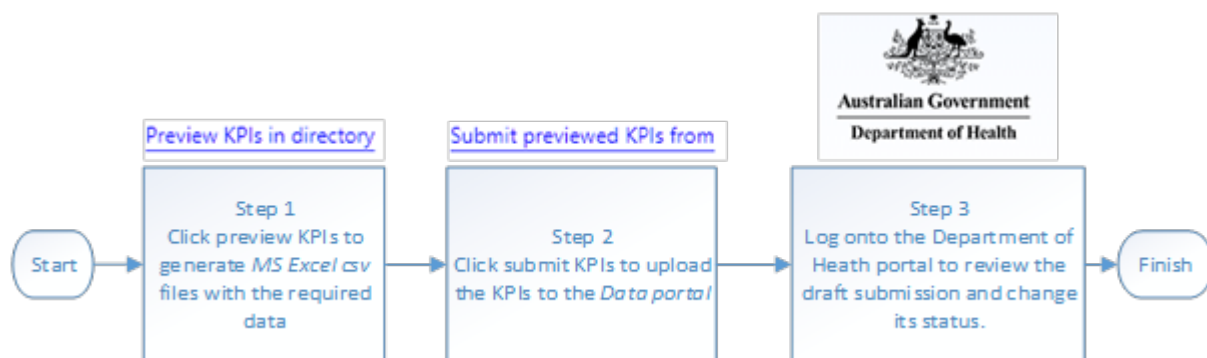 Australian Government
Department of Health
Preview KPIs in directory
Submit previewed KPIs from
Start
Step 1
Click preview KPIs to
generate MS Excel csv
files with the required
data
Step 2
Click submit KPIs to upload
the KPIs to the Data portal
Step 3
Log onto the Department of
Heath portal to review the
draft submission and change
its status.
Finish